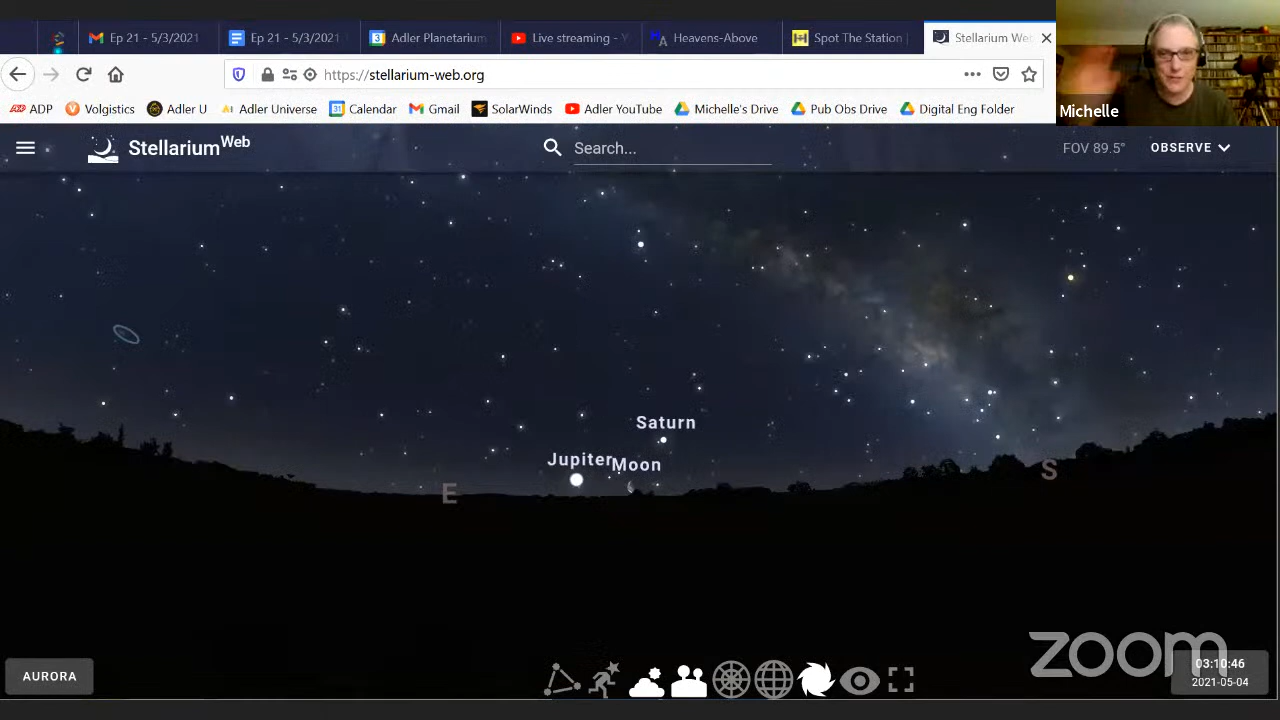 Ep 21 - 5/3/2021
Ep 21 - 5/3/2021
Adler Planetarium
Live streaming - Y
Heavens-Above
Spot The Station
Stellarium We
https://stellarium-web.org
Michelle
ADP
Volgistics
Adler U
Adler Universe
Calendar
Gmail
SolarWinds
Adler YouTube
Michelle's Drive
Pub Obs Drive
Digital Eng Folder
StellariumWeb
Search...
FOV 89.5°
OBSERVE
Saturn
Jupiter
Moon
E
S
AURORA
zoom
03:10:46
2021-05-04